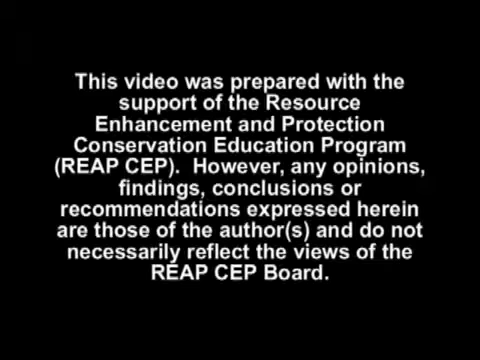 This video was prepared with the
support of the Resource
Enhancement and Protection
Conservation Education Program
(REAP CEP).  However, any opinions,
findings, conclusions or
recommendations expressed herein
are those of the author(s) and do not
necessarily reflect the views of the
REAP CEP Board.